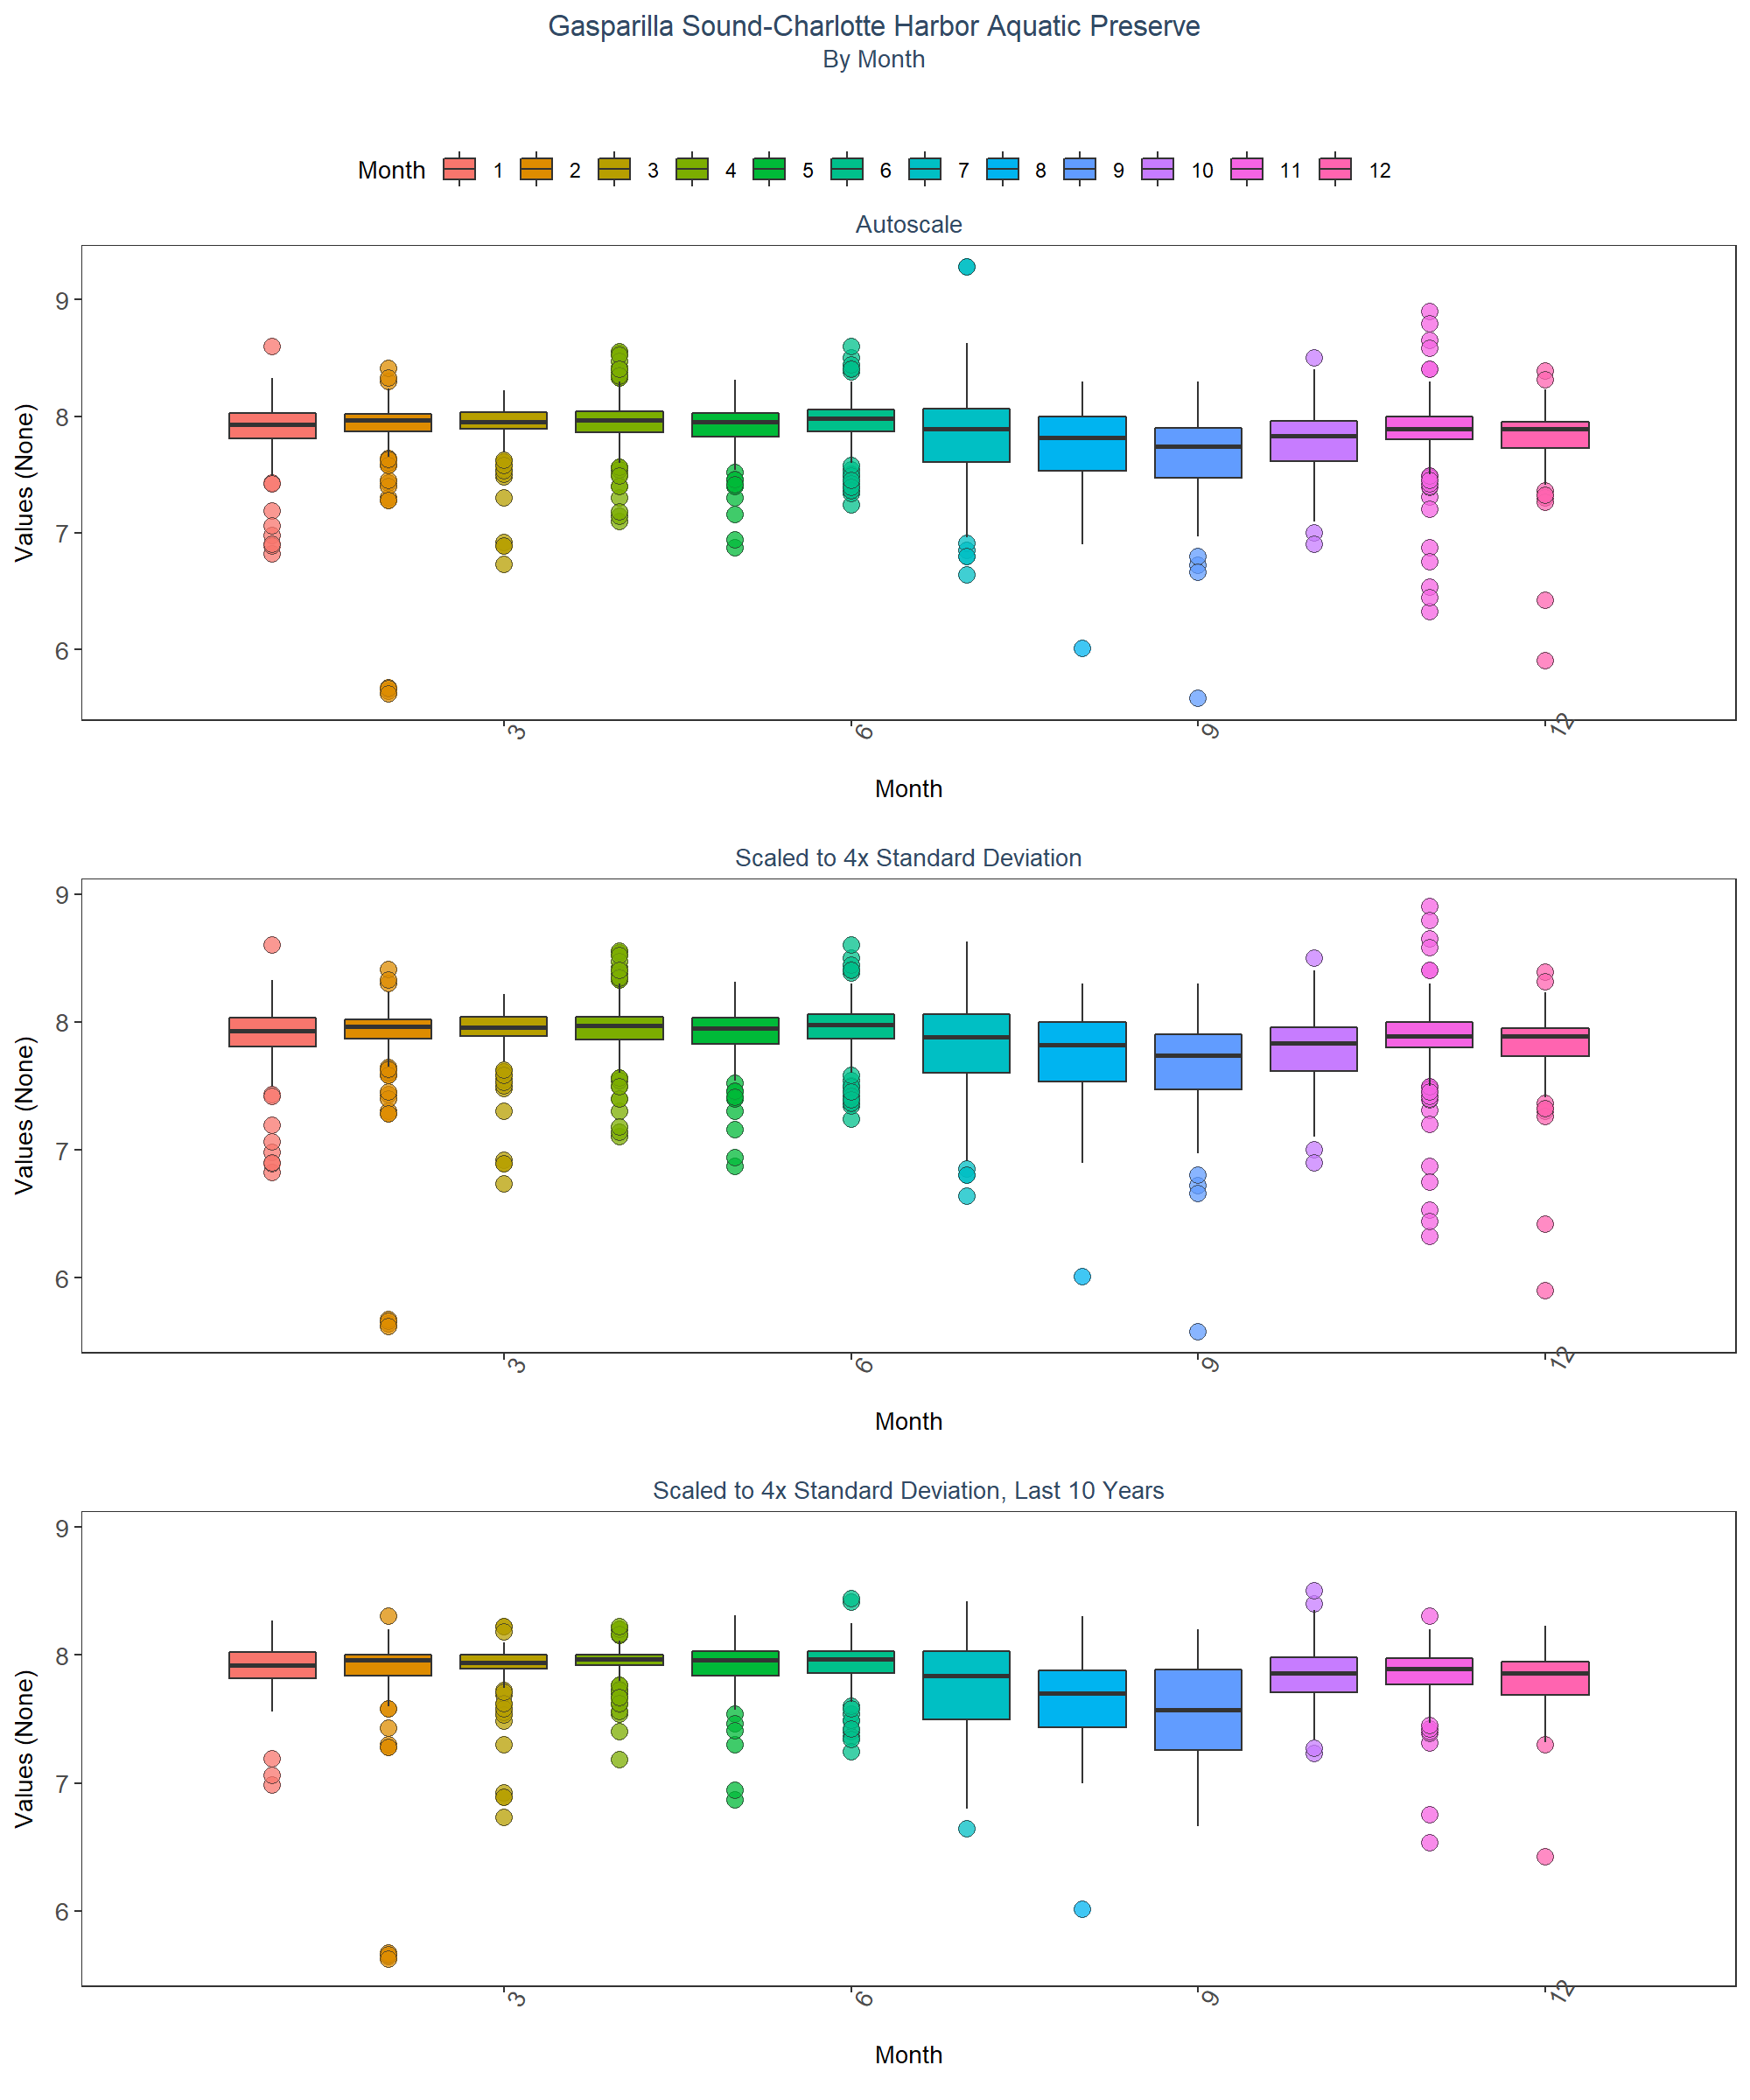 Gasparilla Sound-Charlotte Harbor Aquatic Preserve
By Month
Month 1 2 3 4 5 6 7 8 9 10 11 12
Autoscale
Values (None)
9
8
7
6
3 6 9 12
Month
Scaled to 4x Standard Deviation
Values (None)
9
8
7
6
3 6 9 12
Month
Scaled to 4x Standard Deviation, Last 10 Years
Values (None)
9
8
7
6
3 6 9 12
Month